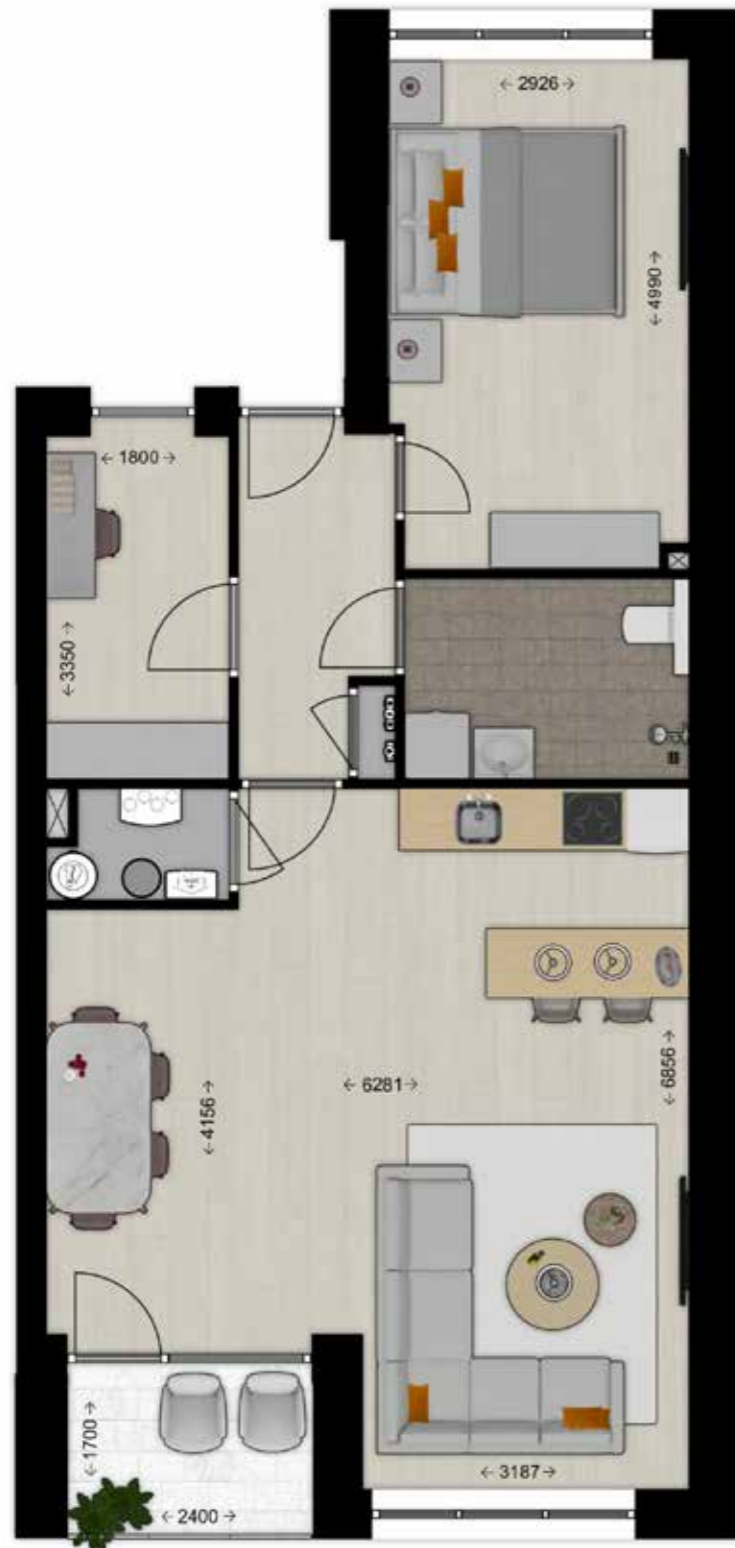 ← 2926 →
← 4990 →
← 1800 →
← 3350 →
← 4156 →
← 6281 →
← 6856 →
← 1700 →
← 3187 →
← 2400 →